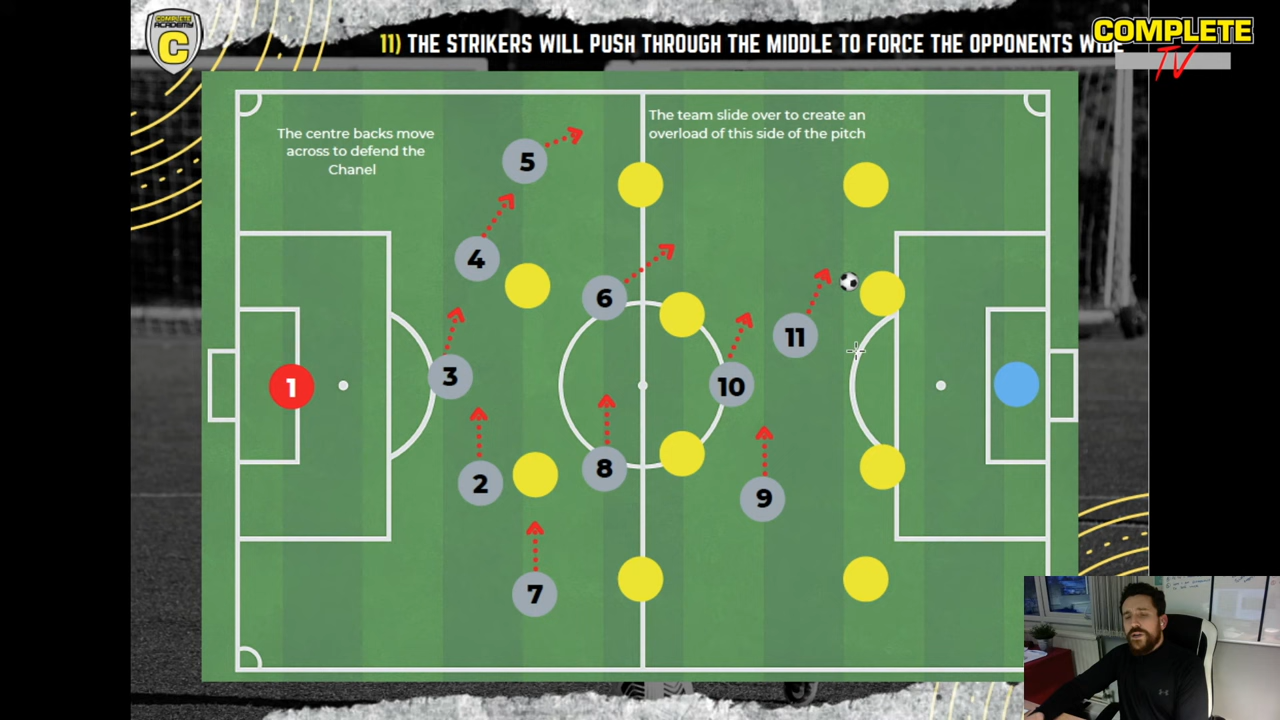 COMPLETE
ACADEMY
C
11) THE STRIKERS WILL PUSH THROUGH THE MIDDLE TO FORCE THE OPPONENTS WIDE
COMPLETE
TV
The centre backs move
across to defend the
Chanel
The team slide over to create an
overload of this side of the pitch
5
4
6
11
3
1
10
2
8
9
7